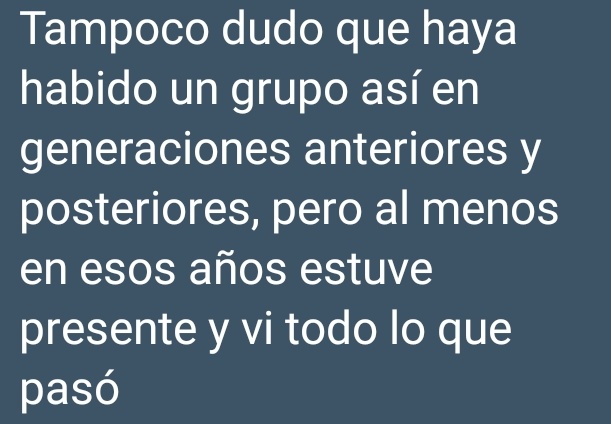 Tampoco dudo que haya
habido un grupo así en
generaciones anteriores y
posteriores, pero al menos
en esos años estuve
presente y vi todo lo que
pasó